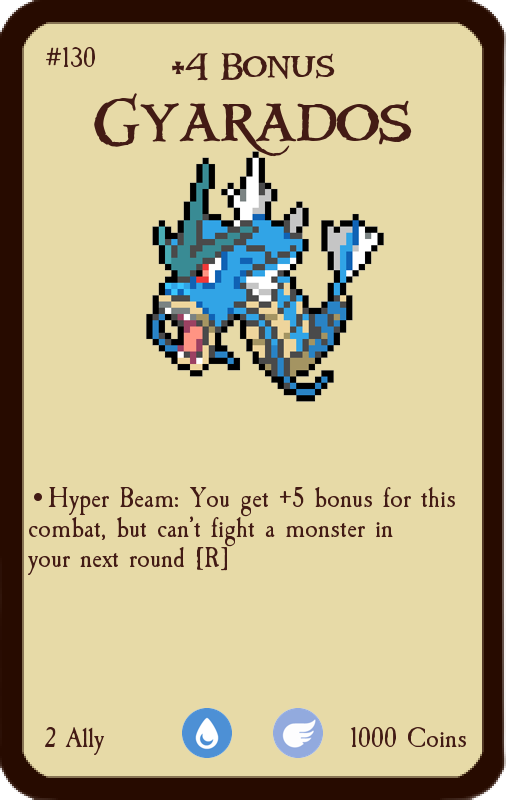 #130
+4 Bonus
Gyarados
•Hyper Beam: You get +5 bonus for this
combat, but can't fight a monster in
your next round {R]
2 Ally
1000 Coins